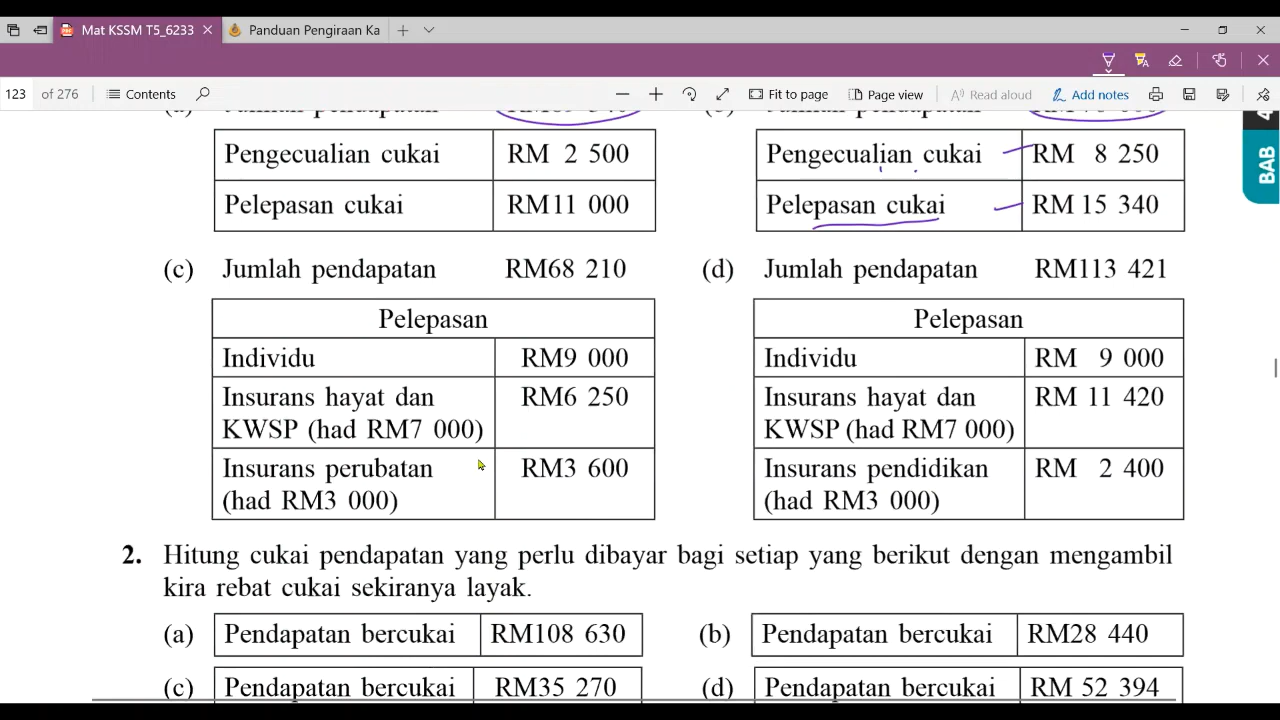 Mat KSSM T5_6233
Panduan Pengiraan Ka
123 of 276
Contents
Fit to page
Page view
Read aloud
Add notes
BAB 4
Jumlah pendapatan
Jumlah pendapatan
Pengecualian cukai RM 2 500
Pelepasan cukai RM11 000
Pengecualian cukai RM 8 250
Pelepasan cukai RM 15 340
(c) Jumlah pendapatan RM68 210
Pelepasan
Individu RM9 000
Insurans hayat dan RM6 250
KWSP (had RM7 000)
Insurans perubatan RM3 600
(had RM3 000)
(d) Jumlah pendapatan RM113 421
Pelepasan
Individu RM 9 000
Insurans hayat dan RM 11 420
KWSP (had RM7 000)
Insurans pendidikan RM 2 400
(had RM3 000)
2. Hitung cukai pendapatan yang perlu dibayar bagi setiap yang berikut dengan mengambil
kira rebat cukai sekiranya layak.
(a) Pendapatan bercukai RM108 630
(b) Pendapatan bercukai RM28 440
(c) Pendapatan bercukai RM35 270
(d) Pendapatan bercukai RM 52 394